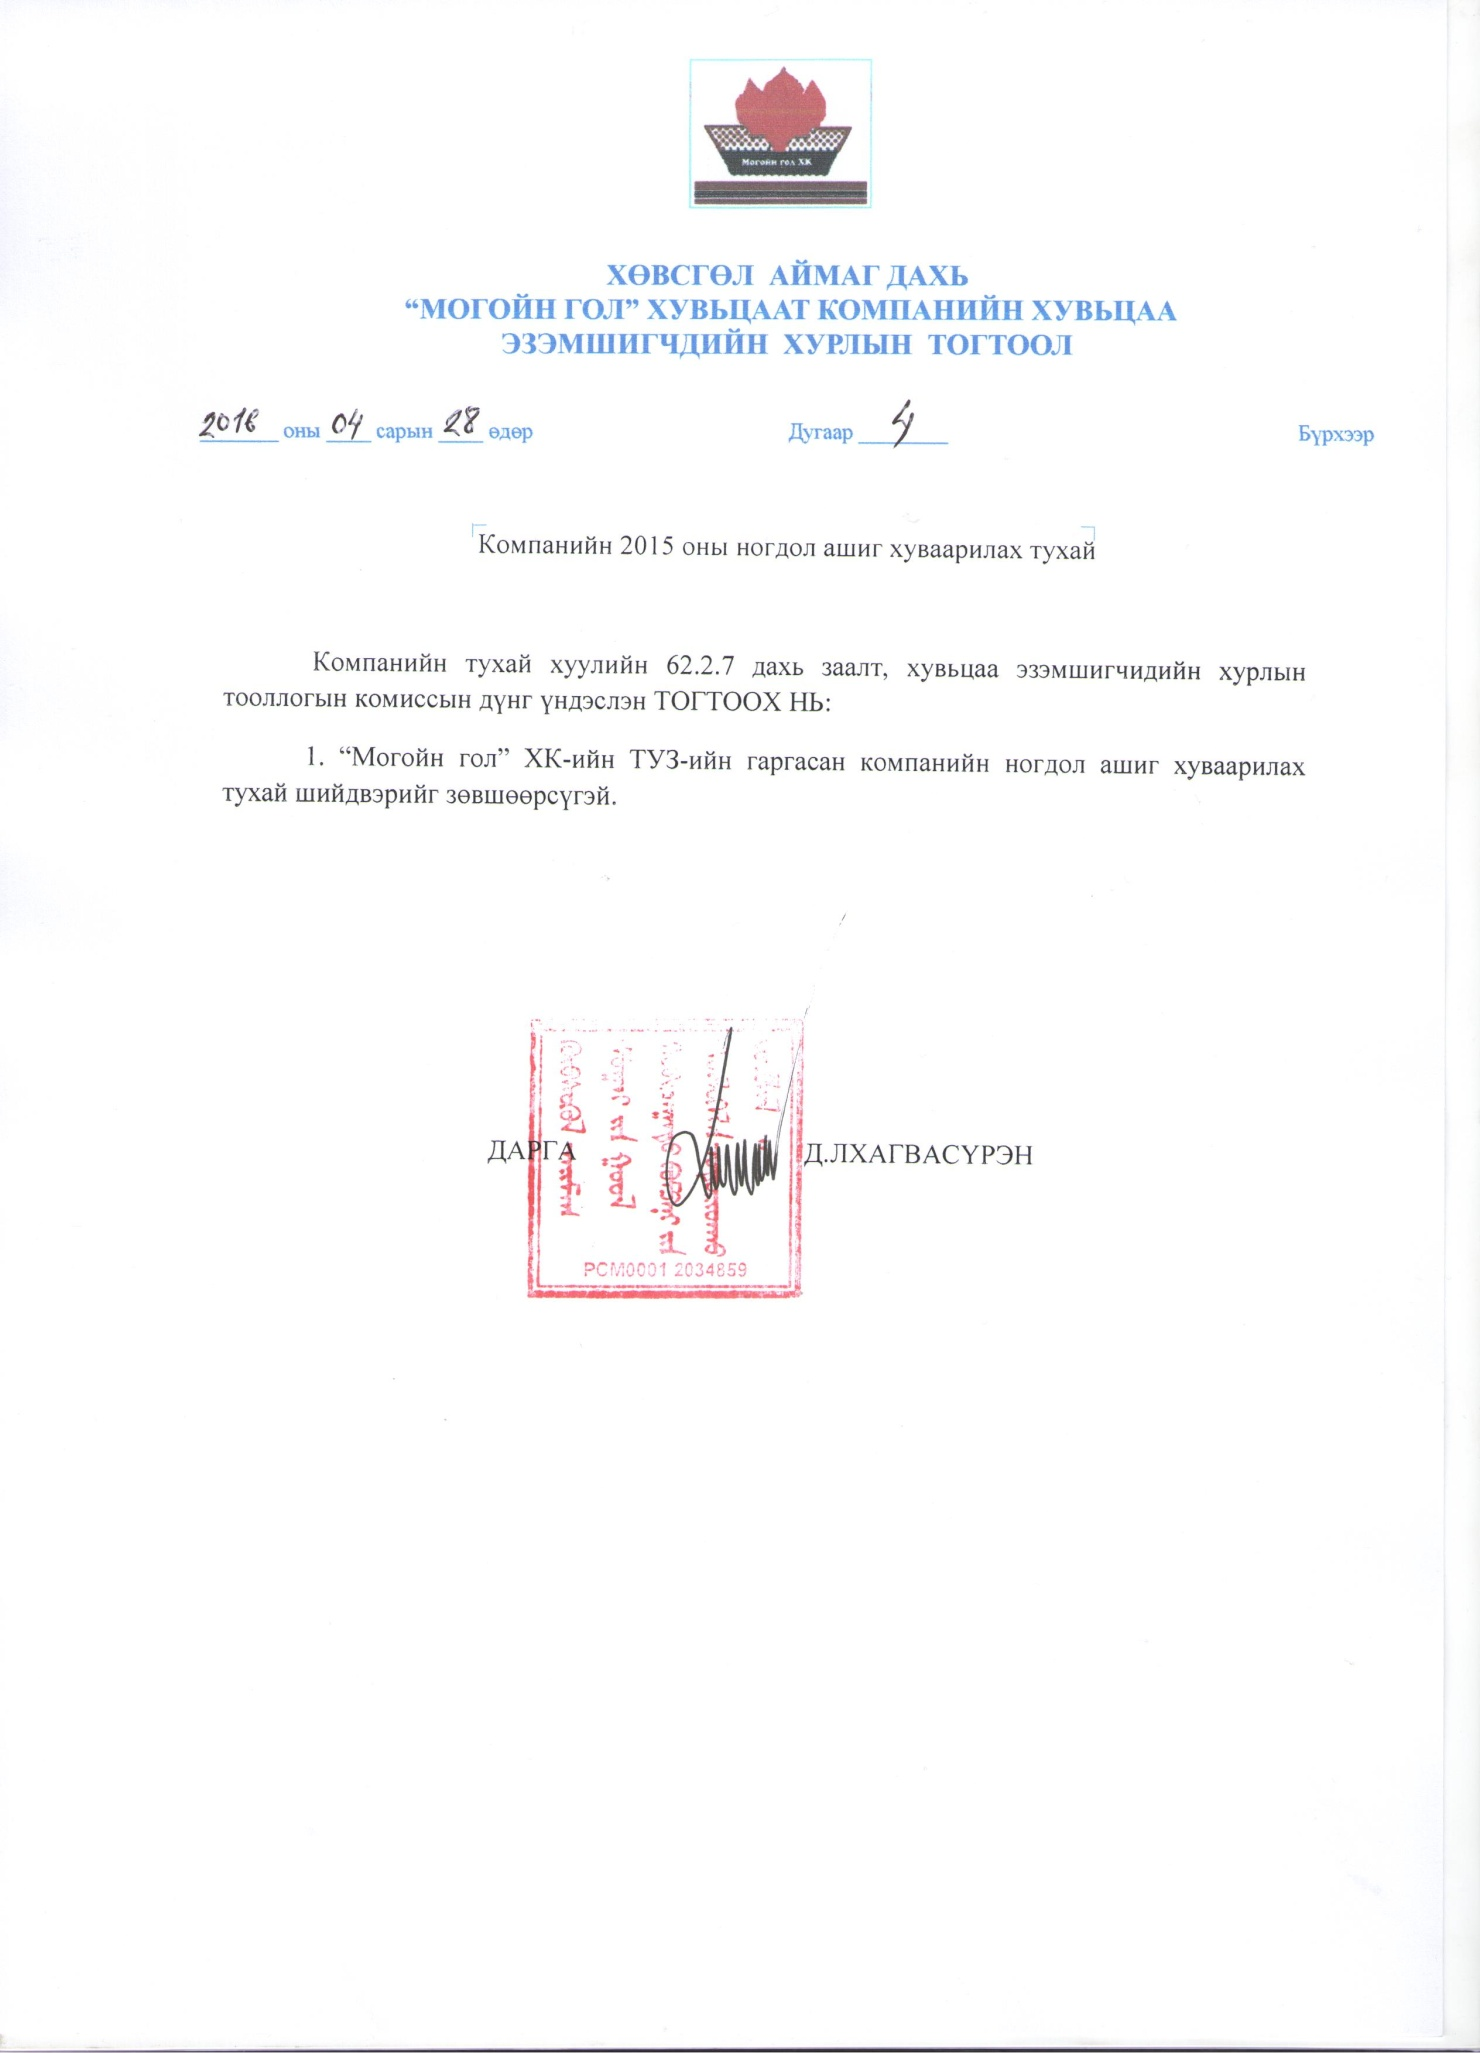 Могойн гол ХК
ХӨВСГӨЛ АЙМАГ ДАХЬ
“МОГОЙН ГОЛ” ХУВЬЦААТ КОМПАНИЙН ХУВЬЦАА
ЭЗЭМШИГЧДИЙН ХУРЛЫН ТОГТООЛ
2016 оны 04 сарын 28 өдөр Дугаар 4 Бүрхээр
Компанийн 2015 оны ногдол ашиг хуваарилах тухай
Компанийн тухай хуулийн 62.2.7 дахь заалт, хувьцаа эзэмшигчидийн хурлын
тооллогын комиссын дүнг үндэслэн ТОГТООХ НЬ:
1. “Могойн гол” ХК-ийн ТУЗ-ийн гаргасан компанийн ногдол ашиг хуваарилах
тухай шийдвэрийг зөвшөөрсүгэй.
ДАРГА Д.ЛХАГВАСҮРЭН
РСМ0001 2034859